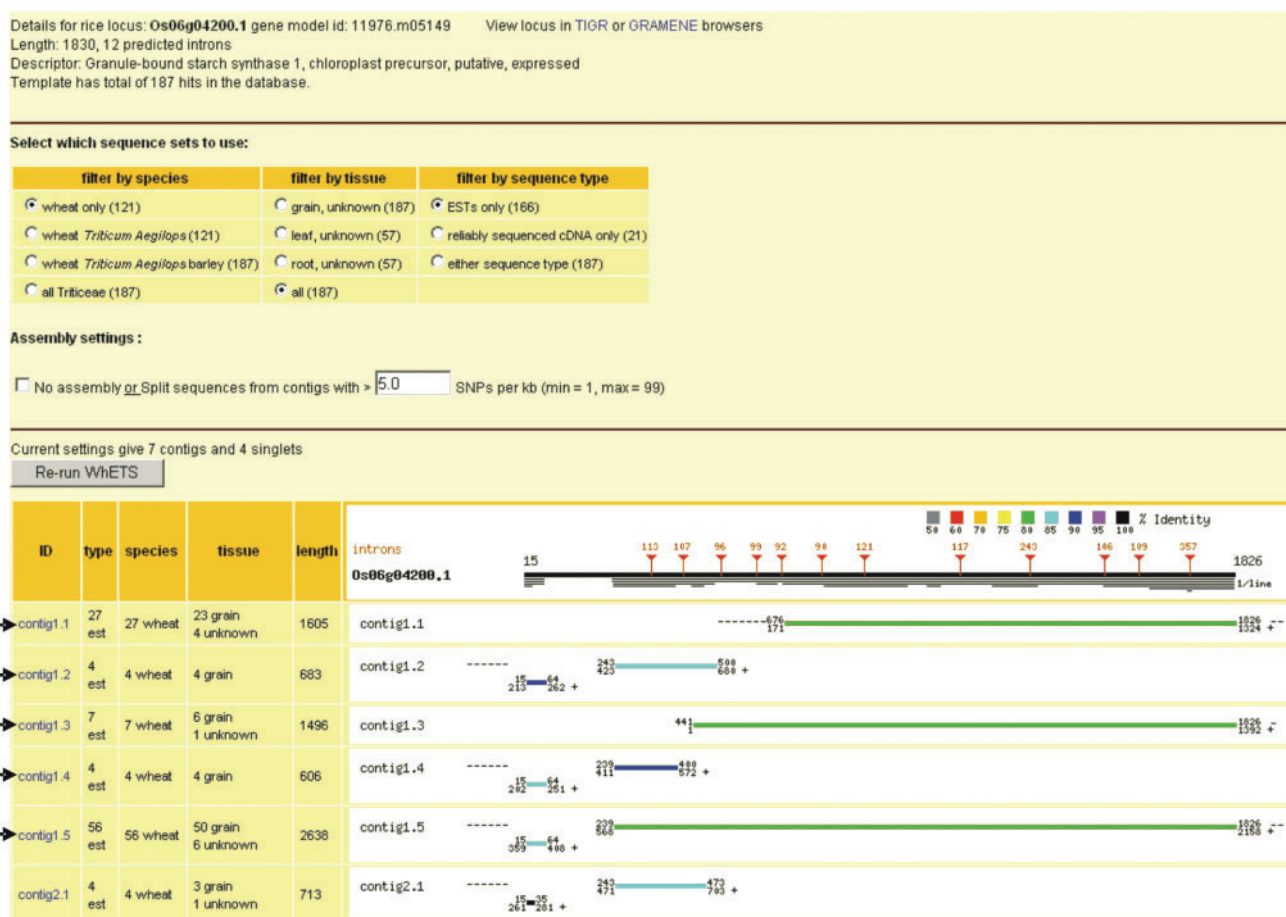 Details for rice locus: Os06g04200.1 gene model id: 11976.m05149 View locus in TIGR or GRAMENE browsers
Length: 1830, 12 predicted introns
Descriptor: Granule-bound starch synthase 1, chloroplast precursor, putative, expressed
Template has total of 187 hits in the database.
Select which sequence sets to use:
filter by species filter by tissue filter by sequence type
wheat only (121) grain, unknown (187) ESTs only (166)
wheat Triticum Aegilops (121) leaf, unknown (57) reliably sequenced cDNA only (21)
wheat Triticum Aegilops barley (187) root, unknown (57) either sequence type (187)
all Triticeae (187) all (187)
Assembly settings :
No assembly or Split sequences from contigs with > 5.0 SNPs per kb (min = 1, max = 99)
Current settings give 7 contigs and 4 singlets
Re-run WhETS
ID type species tissue length
50 60 70 75 80 85 90 95 100 % Identity
introns 113 107 96 99 92 90 121 117 243 106 109 357
Os06g04200.1 15 1826
1/line
contig1.1 27 est 27 wheat 23 grain 4 unknown 1605 contig1.1 676 1826
171 1324 +
contig1.2 4 est 4 wheat 4 grain 683 contig1.2 243 508
423 680 +
15 64
213 262 +
contig1.3 7 est 7 wheat 6 grain 1 unknown 1496 contig1.3 441 1826
1 1392 +
contig1.4 4 est 4 wheat 4 grain 606 contig1.4 239 400
411 572 +
15 64
202 251 +
contig1.5 56 est 56 wheat 50 grain 6 unknown 2638 contig1.5 239 1826
568 2158 +
15 64
359 408 +
contig2.1 4 est 4 wheat 3 grain 1 unknown 713 contig2.1 243 473
471 703 +
15 35
261 281 +